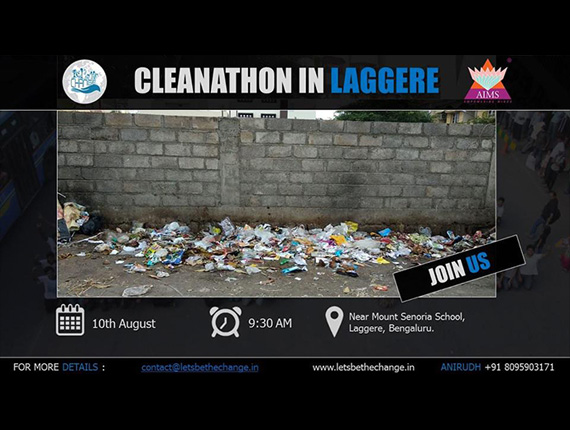 CLEANATHON IN LAGGERE
AIMS
JOIN US
10th August
9:30 AM
Near Mount Senoria School,
Laggere, Bengaluru.
FOR MORE DETAILS : contact@letsbethechange.in www.letsbethechange.in ANIRUDH +91 8095903171